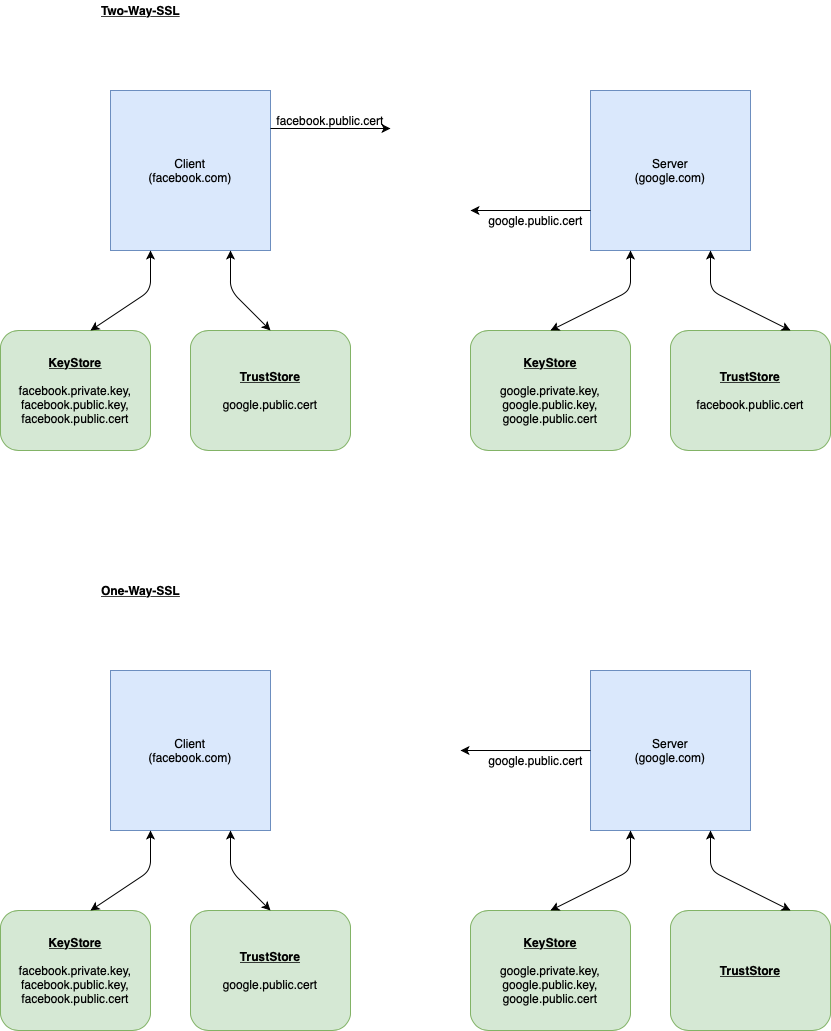 Two-Way-SSL
facebook.public.cert
Client
(facebook.com)
Server
(google.com)
google.public.cert
KeyStore
facebook.private.key,
facebook.public.key,
facebook.public.cert
TrustStore
google.public.cert
KeyStore
google.private.key,
google.public.key,
google.public.cert
TrustStore
facebook.public.cert
One-Way-SSL
Client
(facebook.com)
Server
(google.com)
google.public.cert
KeyStore
facebook.private.key,
facebook.public.key,
facebook.public.cert
TrustStore
google.public.cert
KeyStore
google.private.key,
google.public.key,
google.public.cert
TrustStore